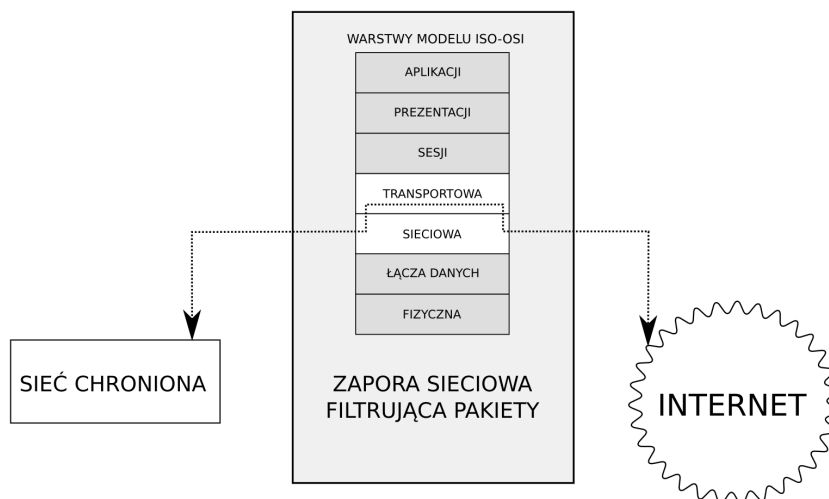 WARSTWY MODELU ISO-OSI
APLIKACJI
PREZENTACJI
SESJI
TRANSPORTOWA
SIECIOWA
ŁĄCZA DANYCH
FIZYCZNA
SIEĆ CHRONIONA
ZAPORA SIECIOWA
FILTRUJĄCA PAKIETY
INTERNET